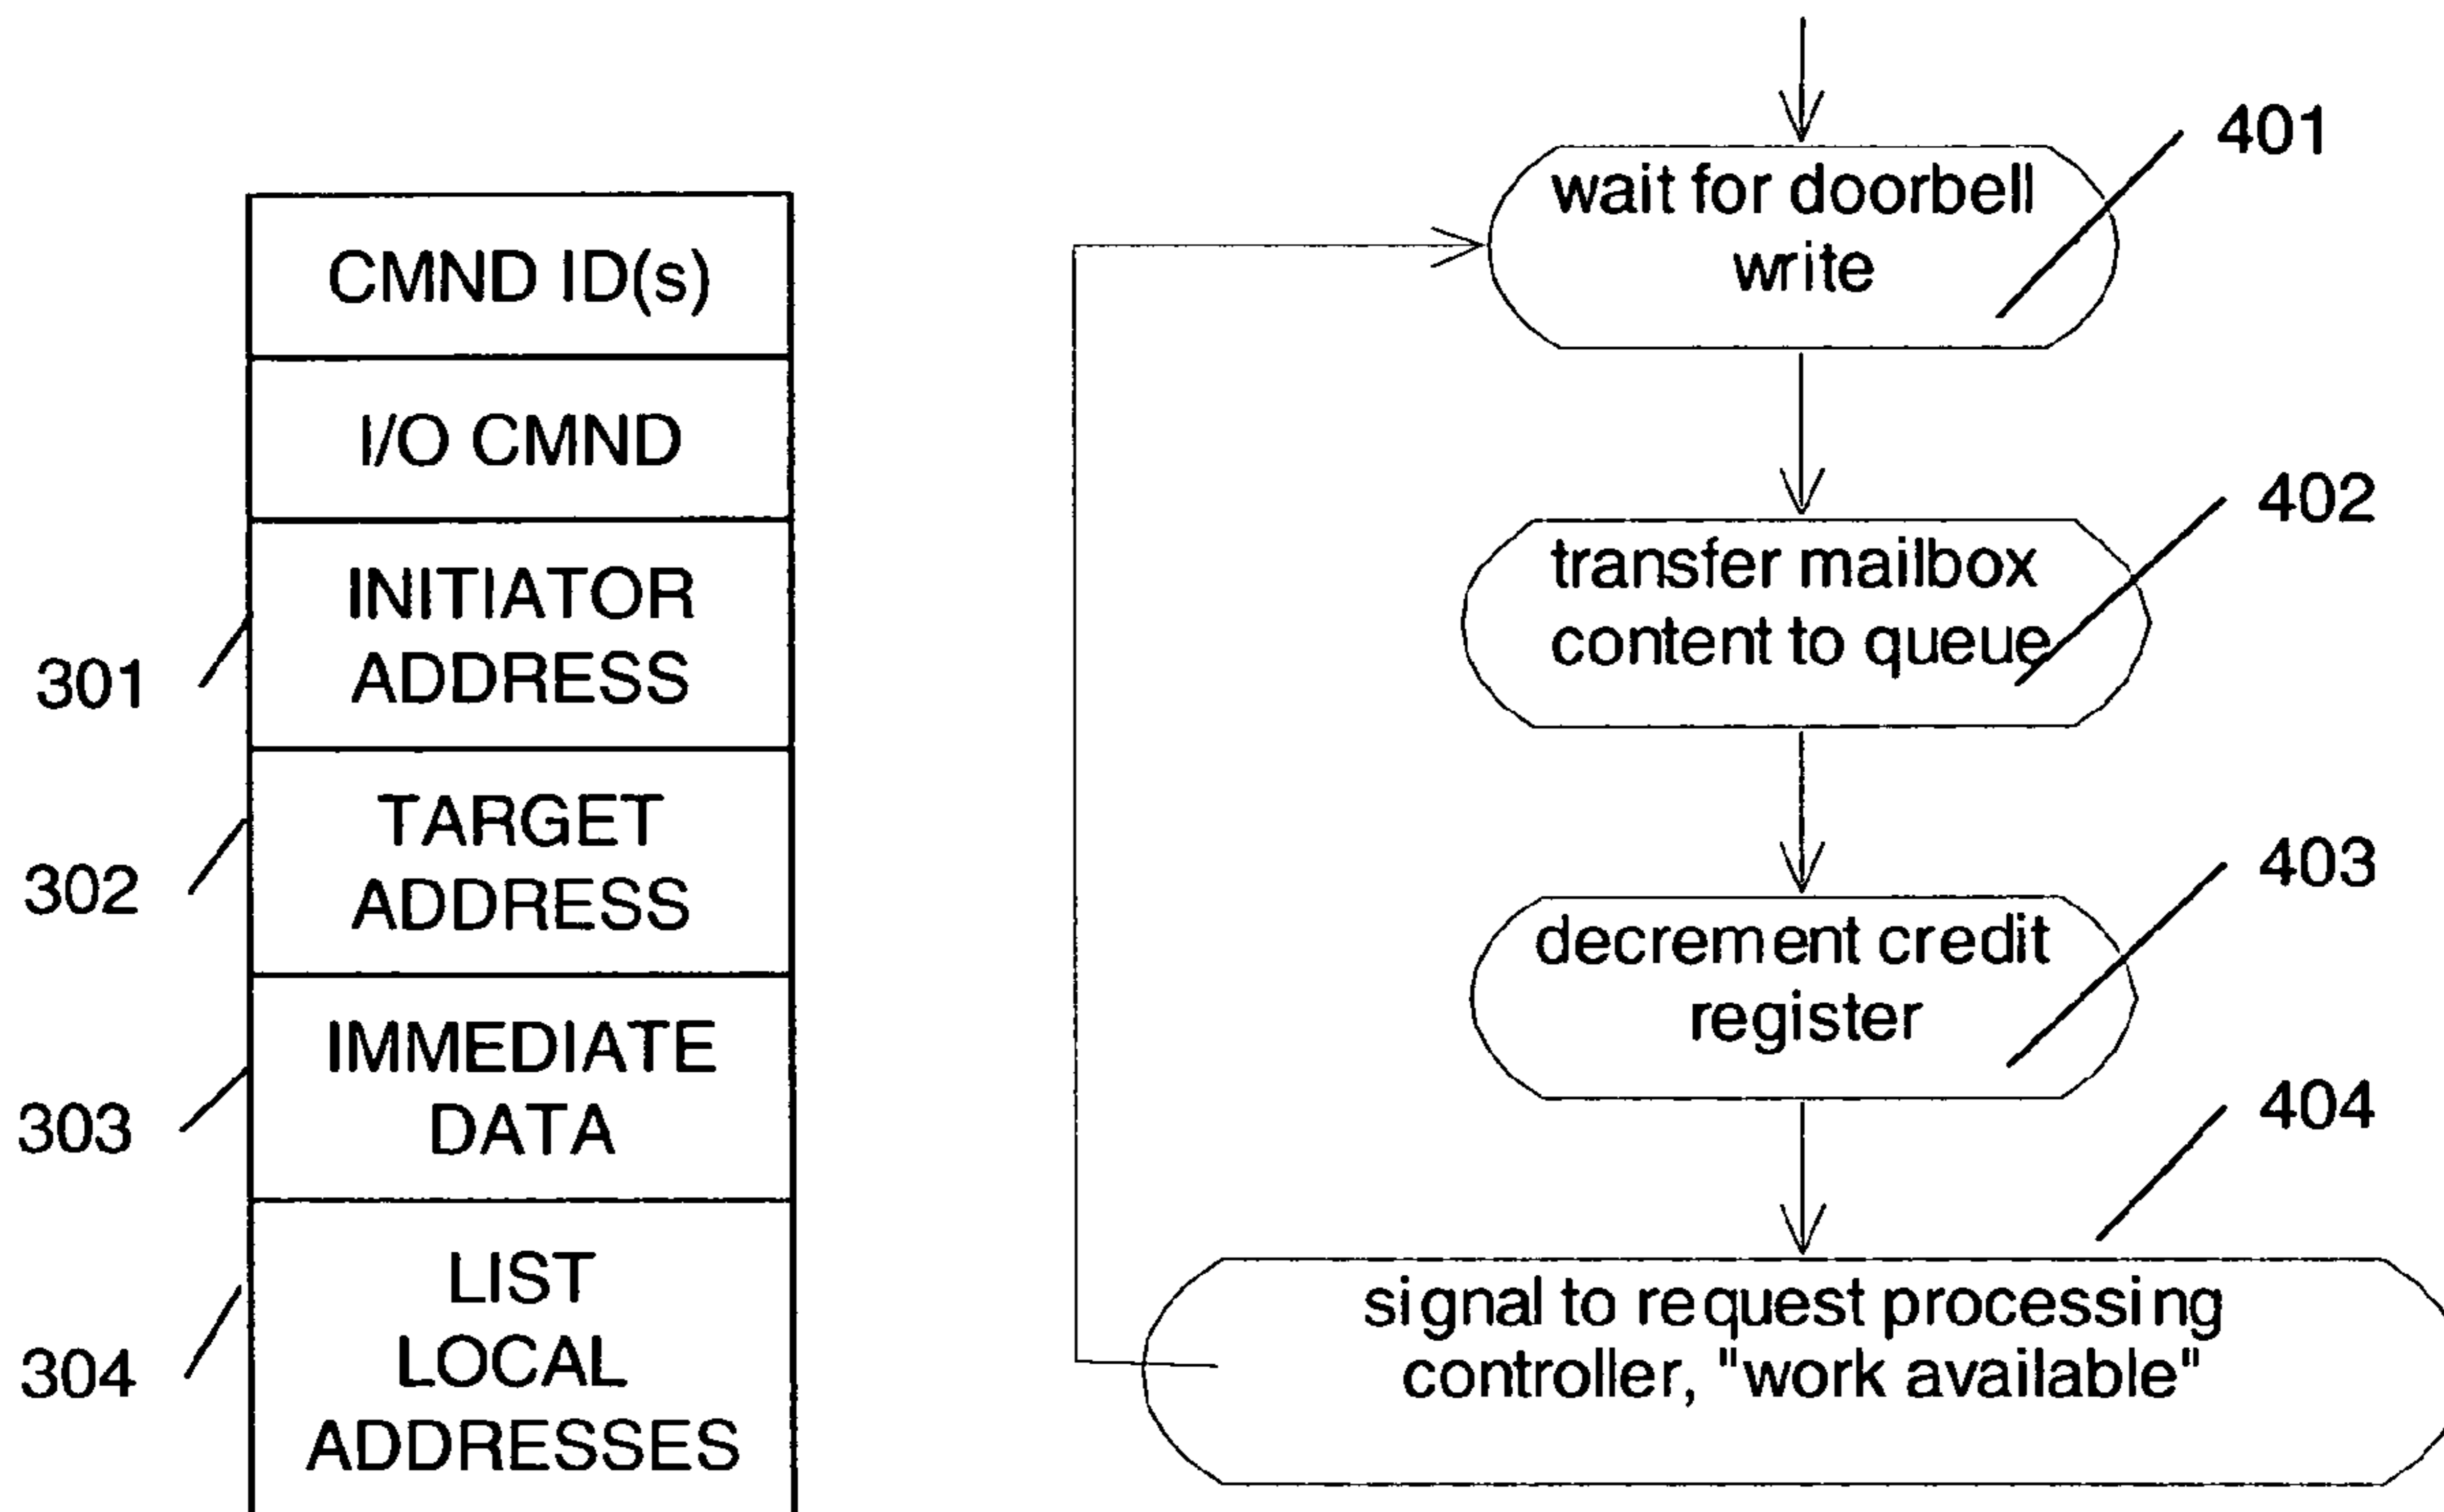 CMND ID(s)
I/O CMND
INITIATOR
ADDRESS
301
TARGET
ADDRESS
302
IMMEDIATE
DATA
303
LIST
LOCAL
ADDRESSES
304
401
wait for doorbell
write
402
transfer mailbox
content to queue
403
decrement credit
register
404
signal to request processing
controller, "work available"